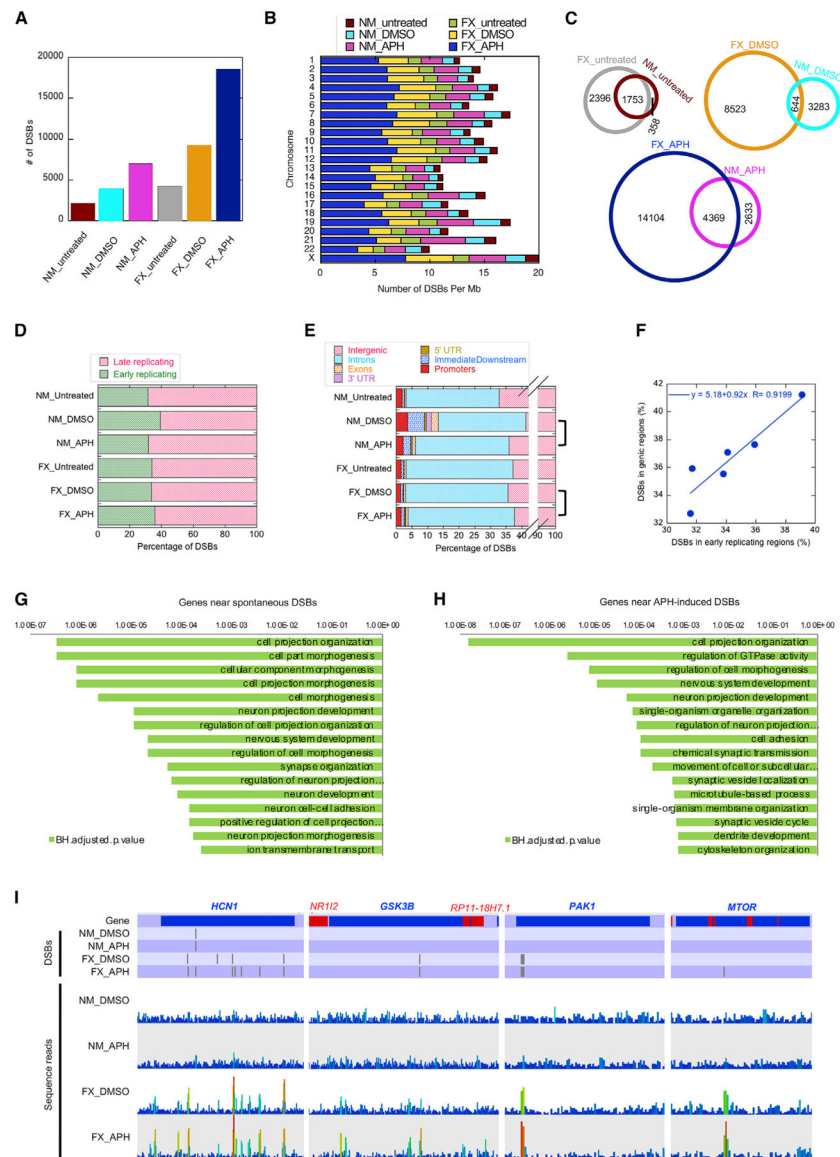 A
20000
15000
10000
5000
0
# of DSBs
NM_untreated
NM_DMSO
NM_APH
FX_untreated
FX_DMSO
FX_APH
B
NM_untreated FX_untreated
NM_DMSO FX_DMSO
NM_APH FX_APH
Chromosome
1
2
3
4
5
6
7
8
9
10
11
12
13
14
15
16
17
18
19
20
21
22
X
0 5 10 15 20
Number of DSBs Per Mb
C
FX_untreated
NM_untreated
2396 1753
358
FX_DMSO
NM_DMSO
8523 644 3283
FX_APH
NM_APH
14104 4369 2633
D
Late replicating
Early replicating
NM_Untreated
NM_DMSO
NM_APH
FX_Untreated
FX_DMSO
FX_APH
0 20 40 60 80 100
Percentage of DSBs
E
Intergenic 5' UTR
Introns ImmediateDownstream
Exons Promoters
3' UTR
NM_Untreated
NM_DMSO
NM_APH
FX_Untreated
FX_DMSO
FX_APH
0 5 10 15 20 25 30 35 40 100
Percentage of DSBs
F
y = 5.18+0.92x R= 0.9199
DSBs in genic regions (%)
42
40
38
36
34
32
30 32 34 36 38 40
DSBs in early replicating regions (%)
G
Genes near spontaneous DSBs
1.00E-07 1.00E-06 1.00E-05 1.00E-04 1.00E-03 1.00E-02 1.00E-01 1.00E+00
cell projection organization
cell part morphogenesis
cellular component morphogenesis
cell projection morphogenesis
cell morphogenesis
neuron projection development
regulation of cell projection organization
nervous system development
regulation of cell morphogenesis
synapse organization
regulation of neuron projection...
neuron development
neuron cell-cell adhesion
positive regulation of cell projection...
neuron projection morphogenesis
ion transmembrane transport
BH.adjusted.p.value
H
Genes near APH-induced DSBs
1.00E-08 1.00E-07 1.00E-06 1.00E-05 1.00E-04 1.00E-03 1.00E-02 1.00E-01 1.00E+00
cell projection organization
regulation of GTPase activity
regulation of cell morphogenesis
nervous system development
neuron projection development
single-organism organelle organization
regulation of neuron projection...
cell adhesion
chemical synaptic transmission
movement of cell or subcellular...
synaptic vesicle localization
microtubule-based process
single-organism membrane organization
synaptic vesicle cycle
dendrite development
cytoskeleton organization
BH.adjusted.p.value
I
HCN1 NR1I2 GSK3B RP11-18H7.1 PAK1 MTOR
Gene
DSBs
NM_DMSO
NM_APH
FX_DMSO
FX_APH
Sequence reads
NM_DMSO
NM_APH
FX_DMSO
FX_APH